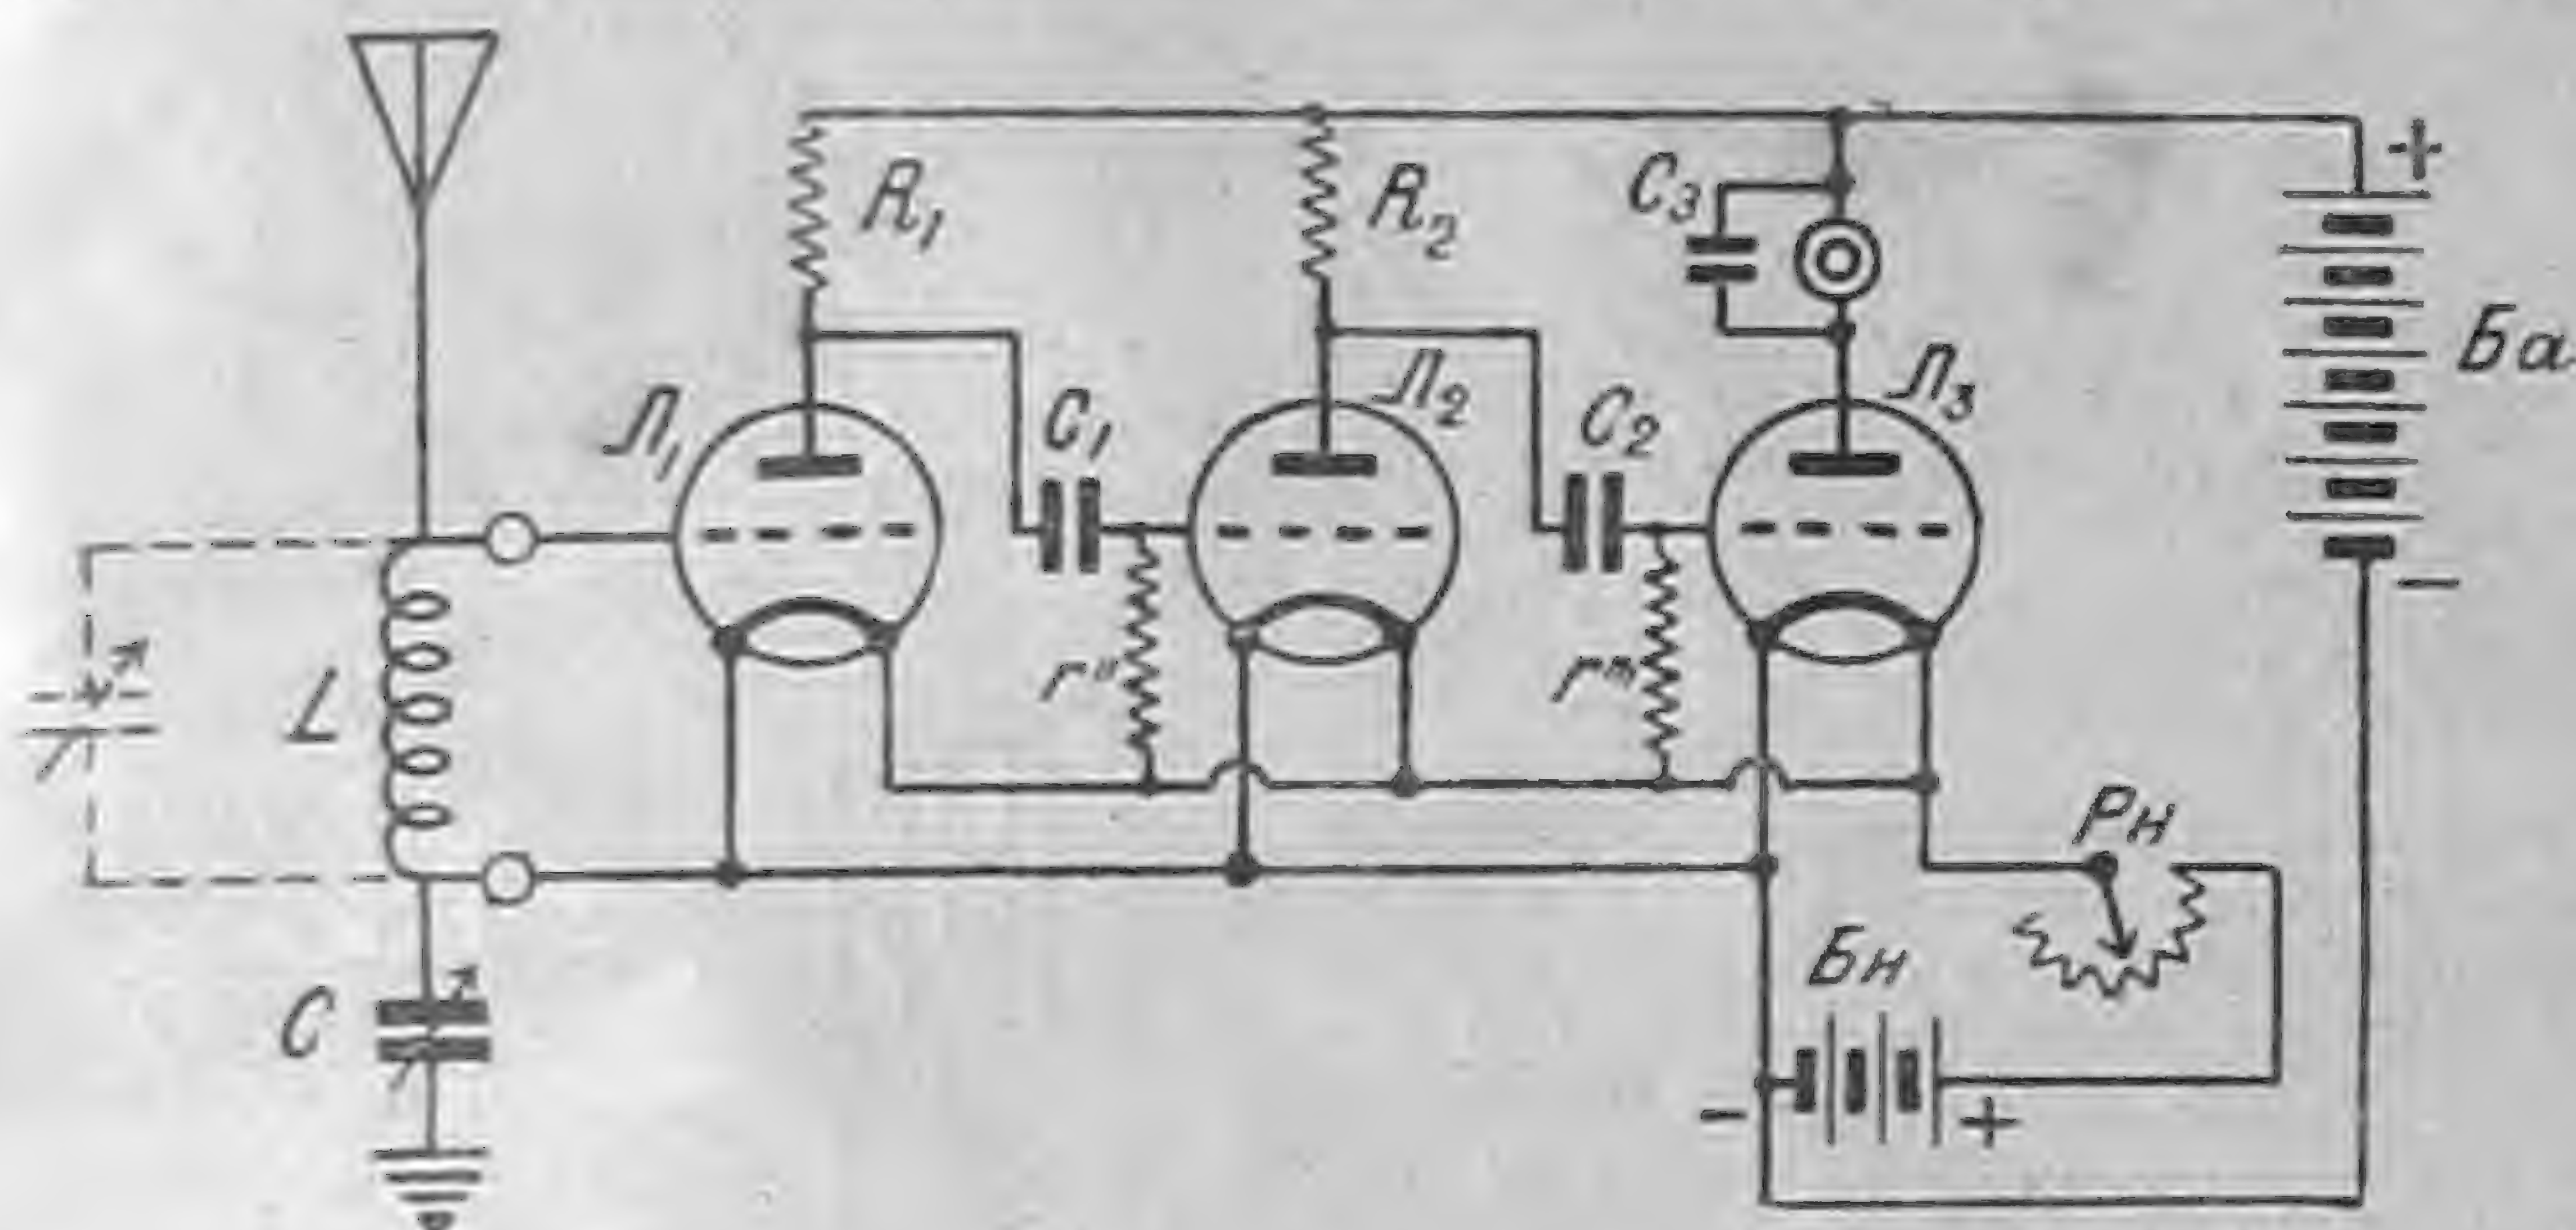 +
R₁
R₂
C₃
Ба
Л₁
C₁
Л₂
C₂
Л₃
−
L
r"
r'''
Рн
C
Бн
−
+